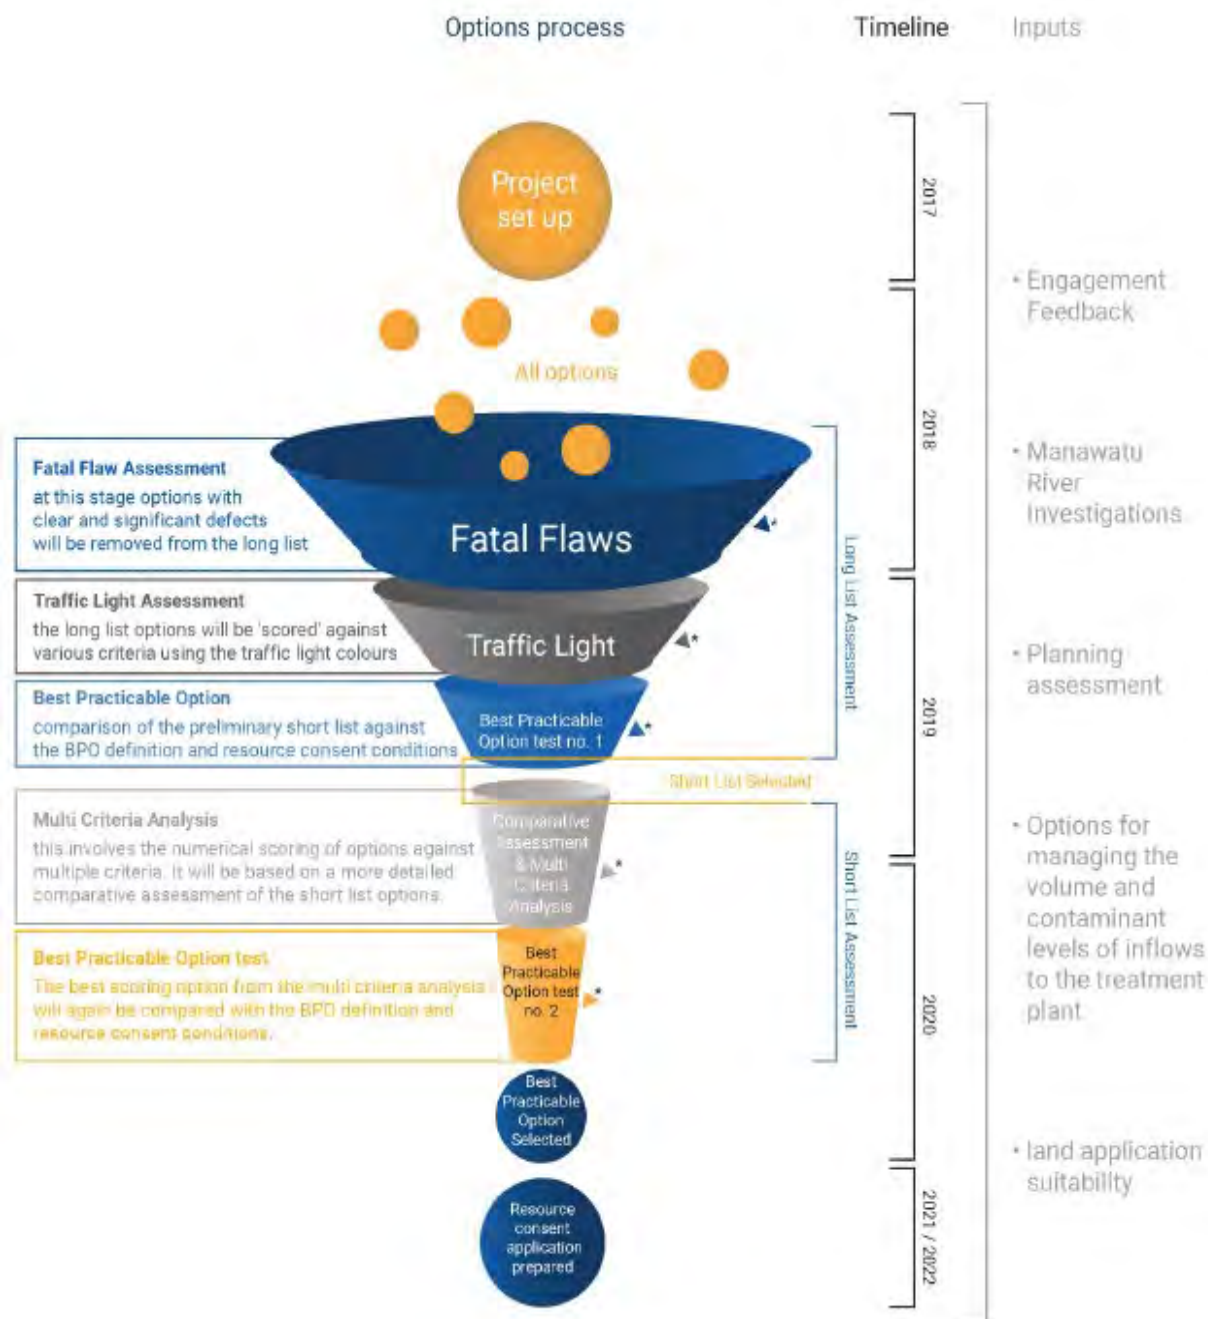 Options process
Timeline
Inputs
Project
set up
All options
Fatal Flaw Assessment
at this stage options with
clear and significant defects
will be removed from the long list
Fatal Flaws
*
Traffic Light Assessment
the long list options will be 'scored' against
various criteria using the traffic light colours
Traffic Light
*
Best Practicable Option
comparison of the preliminary short list against
the BPO definition and resource consent conditions
Best Practicable
Option test no. 1
*
Short List Selected
Multi Criteria Analysis
this involves the numerical scoring of options against
multiple criteria. It will be based on a more detailed
comparative assessment of the short list options.
Comparative
Assessment
& Multi
Criteria
Analysis
*
Best Practicable Option test
The best scoring option from the multi criteria analysis
will again be compared with the BPO definition and
resource consent conditions.
Best
Practicable
Option test
no. 2
*
Best
Practicable
Option
Selected
Resource
consent
application
prepared
Long List Assessment
Short List Assessment
2017
2018
2019
2020
2021 / 2022
• Engagement
Feedback
• Manawatu
River
Investigations
• Planning
assessment
• Options for
managing the
volume and
contaminant
levels of inflows
to the treatment
plant
• land application
suitability